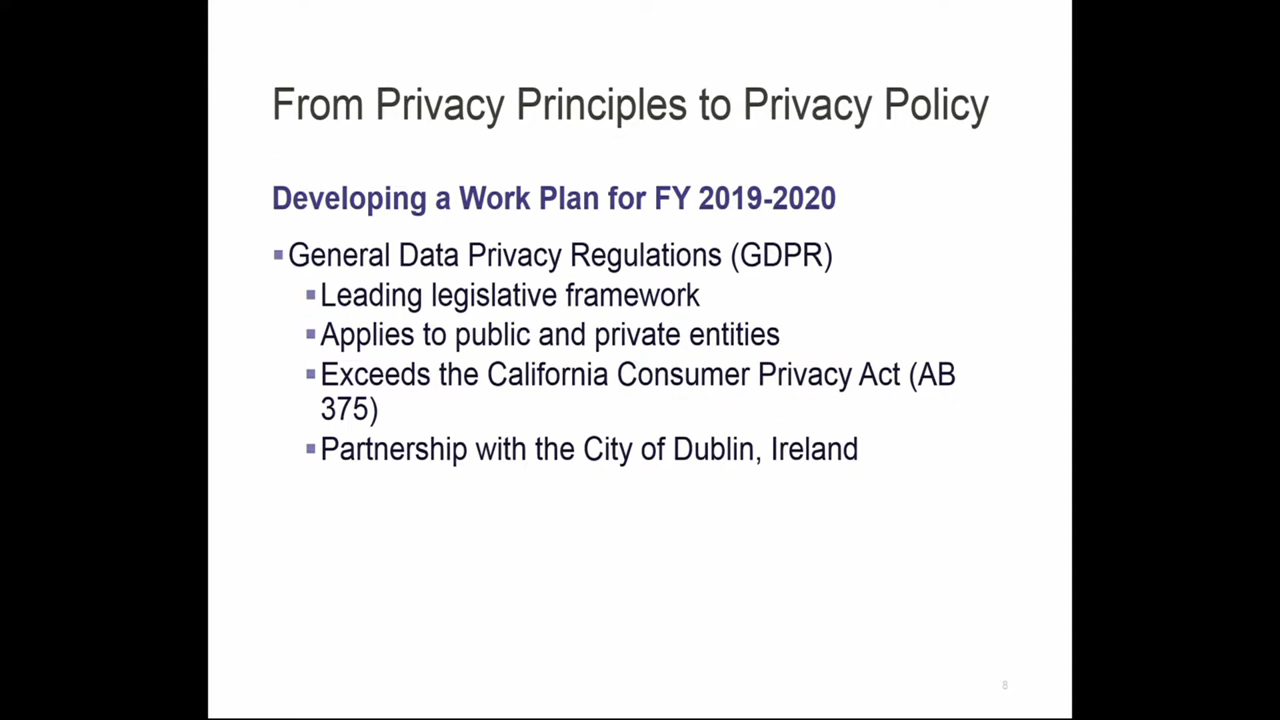 From Privacy Principles to Privacy Policy
Developing a Work Plan for FY 2019-2020
▪General Data Privacy Regulations (GDPR)
▪Leading legislative framework
▪Applies to public and private entities
▪Exceeds the California Consumer Privacy Act (AB
375)
▪Partnership with the City of Dublin, Ireland
8